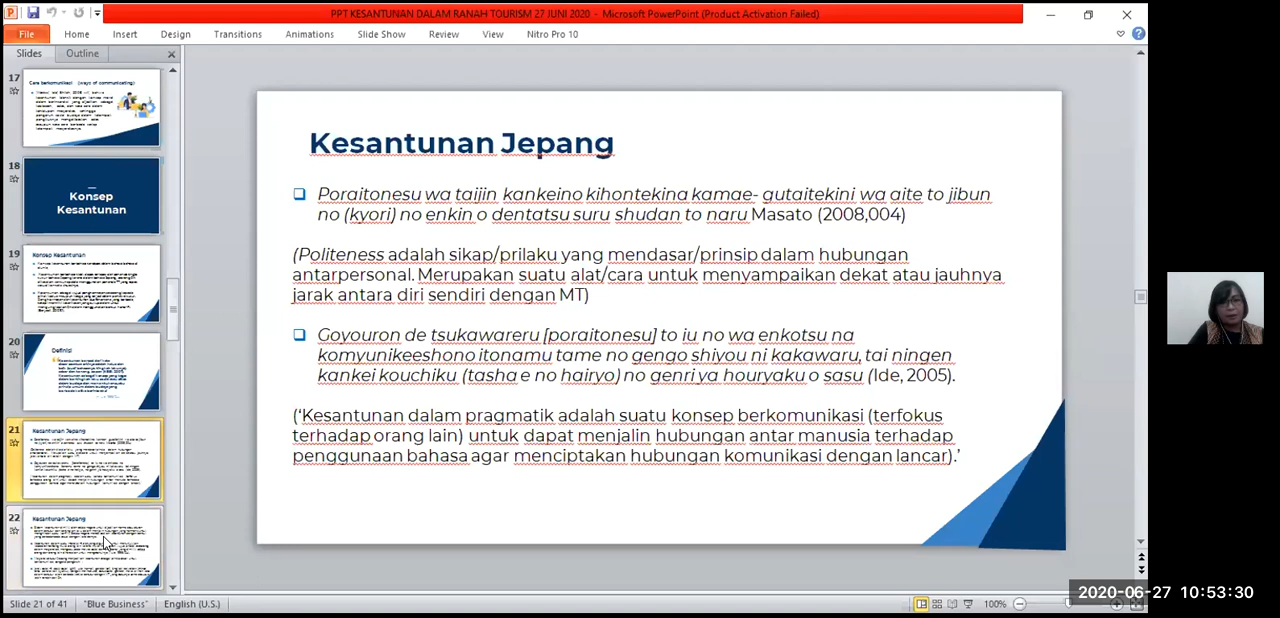 PPT KESANTUNAN DALAM RANAH TOURISM 27 JUNI 2020 - Microsoft PowerPoint (Product Activation Failed)
File Home Insert Design Transitions Animations Slide Show Review View Nitro Pro 10
Slides Outline
17
Cara berkomunikasi (ways of communicating)
18
Konsep
Kesantunan
19
Konsep Kesantunan
20
Definisi
21
Kesantunan Jepang
22
Kesantunan Jepang
Kesantunan Jepang
Poraitonesu wa taijin kankeino kihontekina kamae- gutaitekini wa aite to jibun
no (kyori) no enkin o dentatsu suru shudan to naru Masato (2008,004)
(Politeness adalah sikap/prilaku yang mendasar/prinsip dalam hubungan
antarpersonal. Merupakan suatu alat/cara untuk menyampaikan dekat atau jauhnya
jarak antara diri sendiri dengan MT)
Goyouron de tsukawareru [poraitonesu] to iu no wa enkotsu na
komyunikeeshono itanamu tame no gengo shiyou ni kakawaru, tai ningen
kankei kouchiku (tasha e no hairyo) no genri ya houryaku o sasu (Ide, 2005).
(‘Kesantunan dalam pragmatik adalah suatu konsep berkomunikasi (terfokus
terhadap orang lain) untuk dapat menjalin hubungan antar manusia terhadap
penggunaan bahasa agar menciptakan hubungan komunikasi dengan lancar).’
Slide 21 of 41 "Blue Business" English (U.S.) 100%
2020-06-27 10:53:30